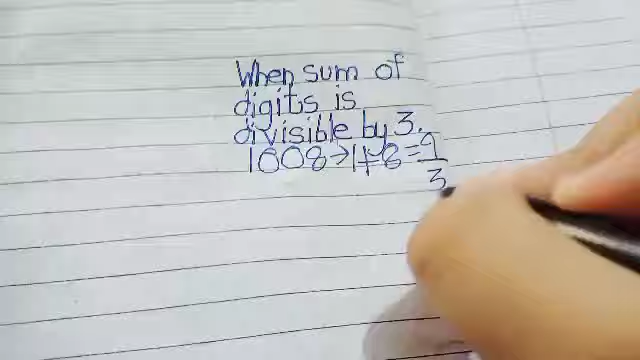 When sum of
digits is
divisible by 3.
1008→1+8=9/3